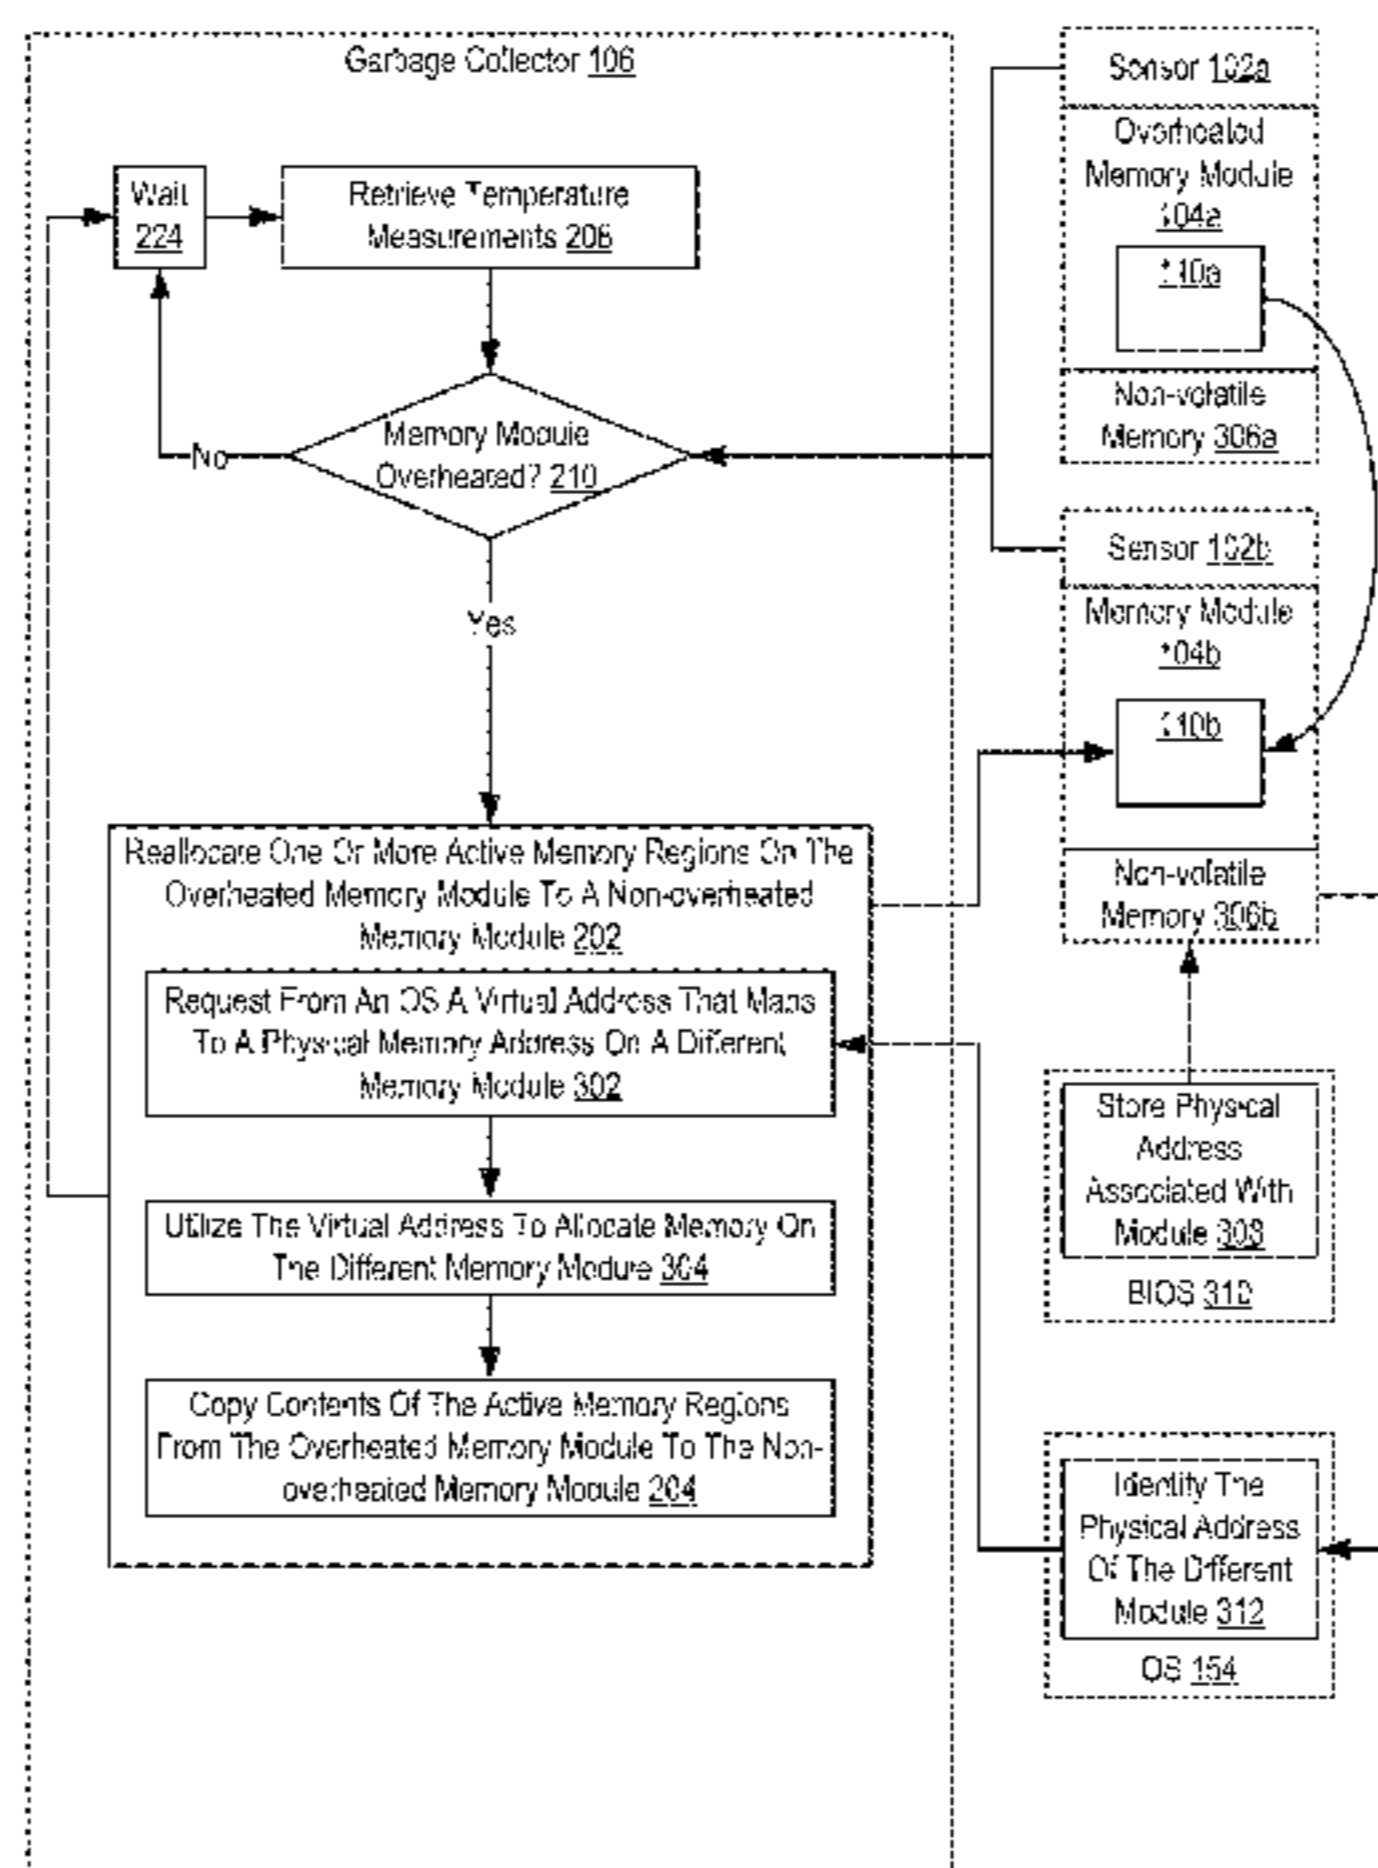 Garbage Collector 106
Wait
224
Retrieve Temperature
Measurements 208
Memory Module
Overheated? 210
No
Yes
Reallocate One Or More Active Memory Regions On The
Overheated Memory Module To A Non-overheated
Memory Module 202
Request From An OS A Virtual Address That Maps
To A Physical Memory Address On A Different
Memory Module 302
Utilize The Virtual Address To Allocate Memory On
The Different Memory Module 304
Copy Contents Of The Active Memory Regions
From The Overheated Memory Module To The Non-
overheated Memory Module 204
Sensor 102a
Overheated
Memory Module
104a
110a
Non-volatile
Memory 306a
Sensor 102b
Memory Module
104b
110b
Non-volatile
Memory 306b
Store Physical
Address
Associated With
Module 308
BIOS 310
Identify The
Physical Address
Of The Different
Module 312
OS 154